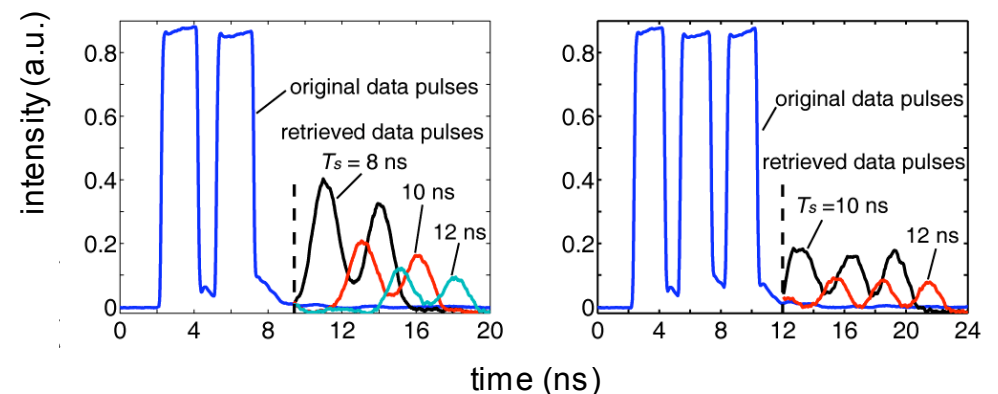 intensity (a.u.)
0.8
0.6
0.4
0.2
0
original data pulses
retrieved data pulses
Ts = 8 ns
10 ns
12 ns
0 4 8 12 16 20
0.8
0.6
0.4
0.2
0
original data pulses
retrieved data pulses
Ts =10 ns
12 ns
0 4 8 12 16 20 24
time (ns)